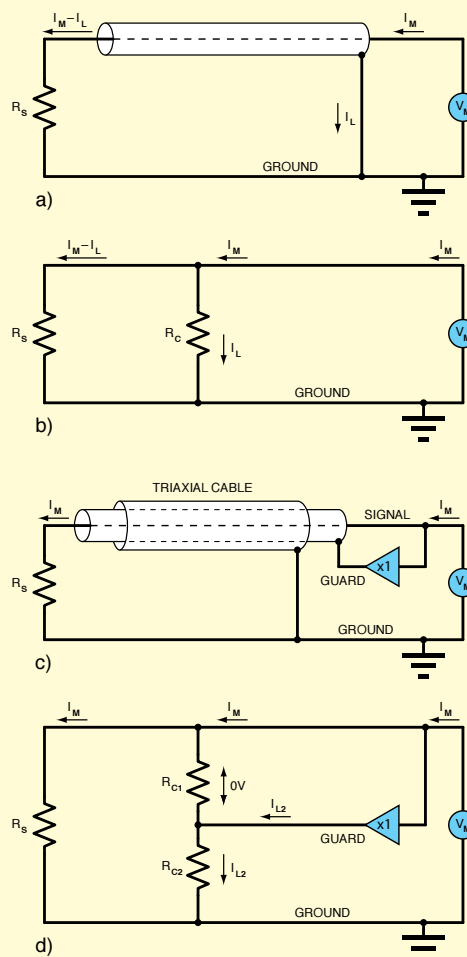 I_M – I_L I_M
R_S I_L V_M
GROUND
a)
I_M – I_L I_M I_M
R_S R_C I_L V_M
GROUND
b)
TRIAXIAL CABLE
I_M SIGNAL I_M
R_S x1 V_M
GUARD
GROUND
c)
I_M I_M I_M
R_C1 0V
R_S I_L2 x1 V_M
GUARD
R_C2 I_L2
GROUND
d)